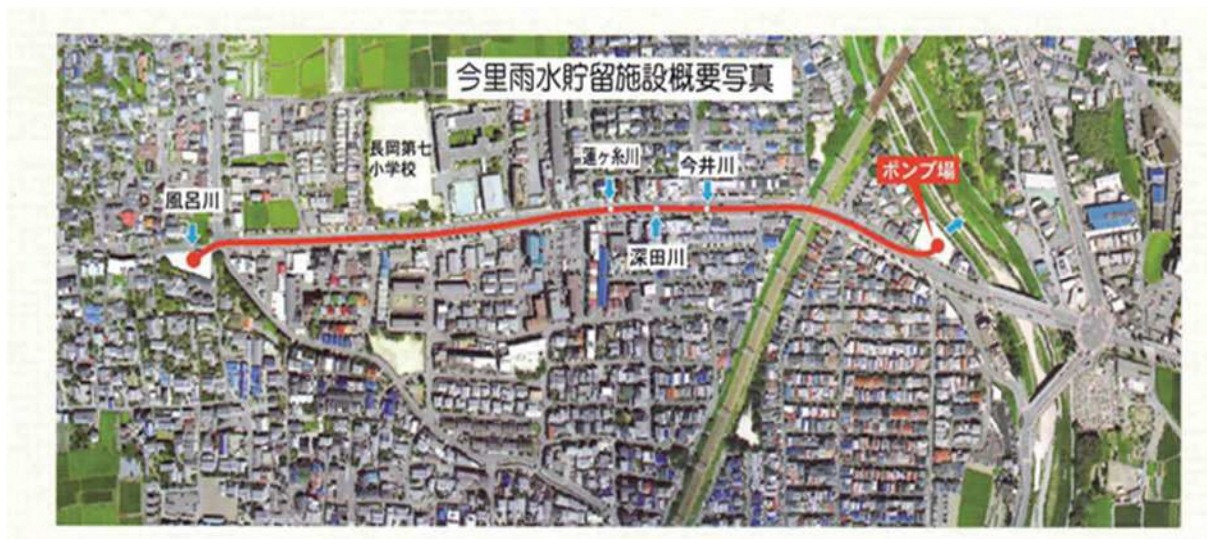 今里雨水貯留施設概要写真
長岡第七
小学校
蓮ヶ糸川
今井川
ポンプ場
風呂川
深田川